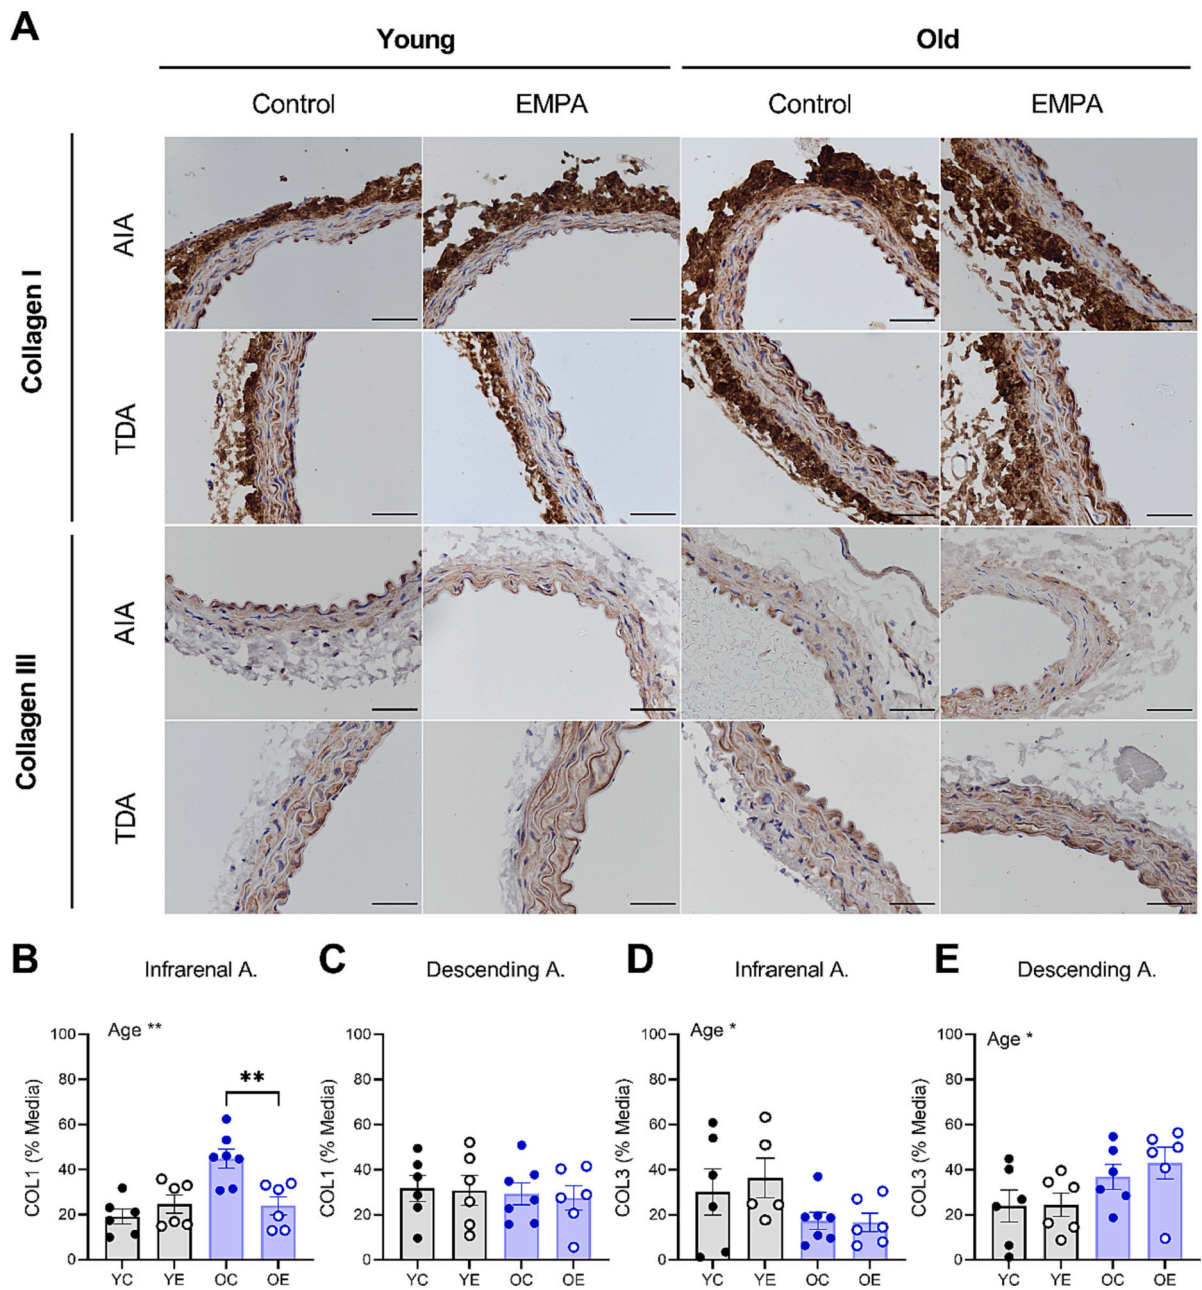 A
Young
Old
Control
EMPA
Control
EMPA
Collagen I
AIA
TDA
Collagen III
AIA
TDA
B
Infrarenal A.
Age **
**
COL1 (% Media)
100
80
60
40
20
0
YC
YE
OC
OE
C
Descending A.
COL1 (% Media)
100
80
60
40
20
0
YC
YE
OC
OE
D
Infrarenal A.
Age *
COL3 (% Media)
100
80
60
40
20
0
YC
YE
OC
OE
E
Descending A.
Age *
COL3 (% Media)
100
80
60
40
20
0
YC
YE
OC
OE